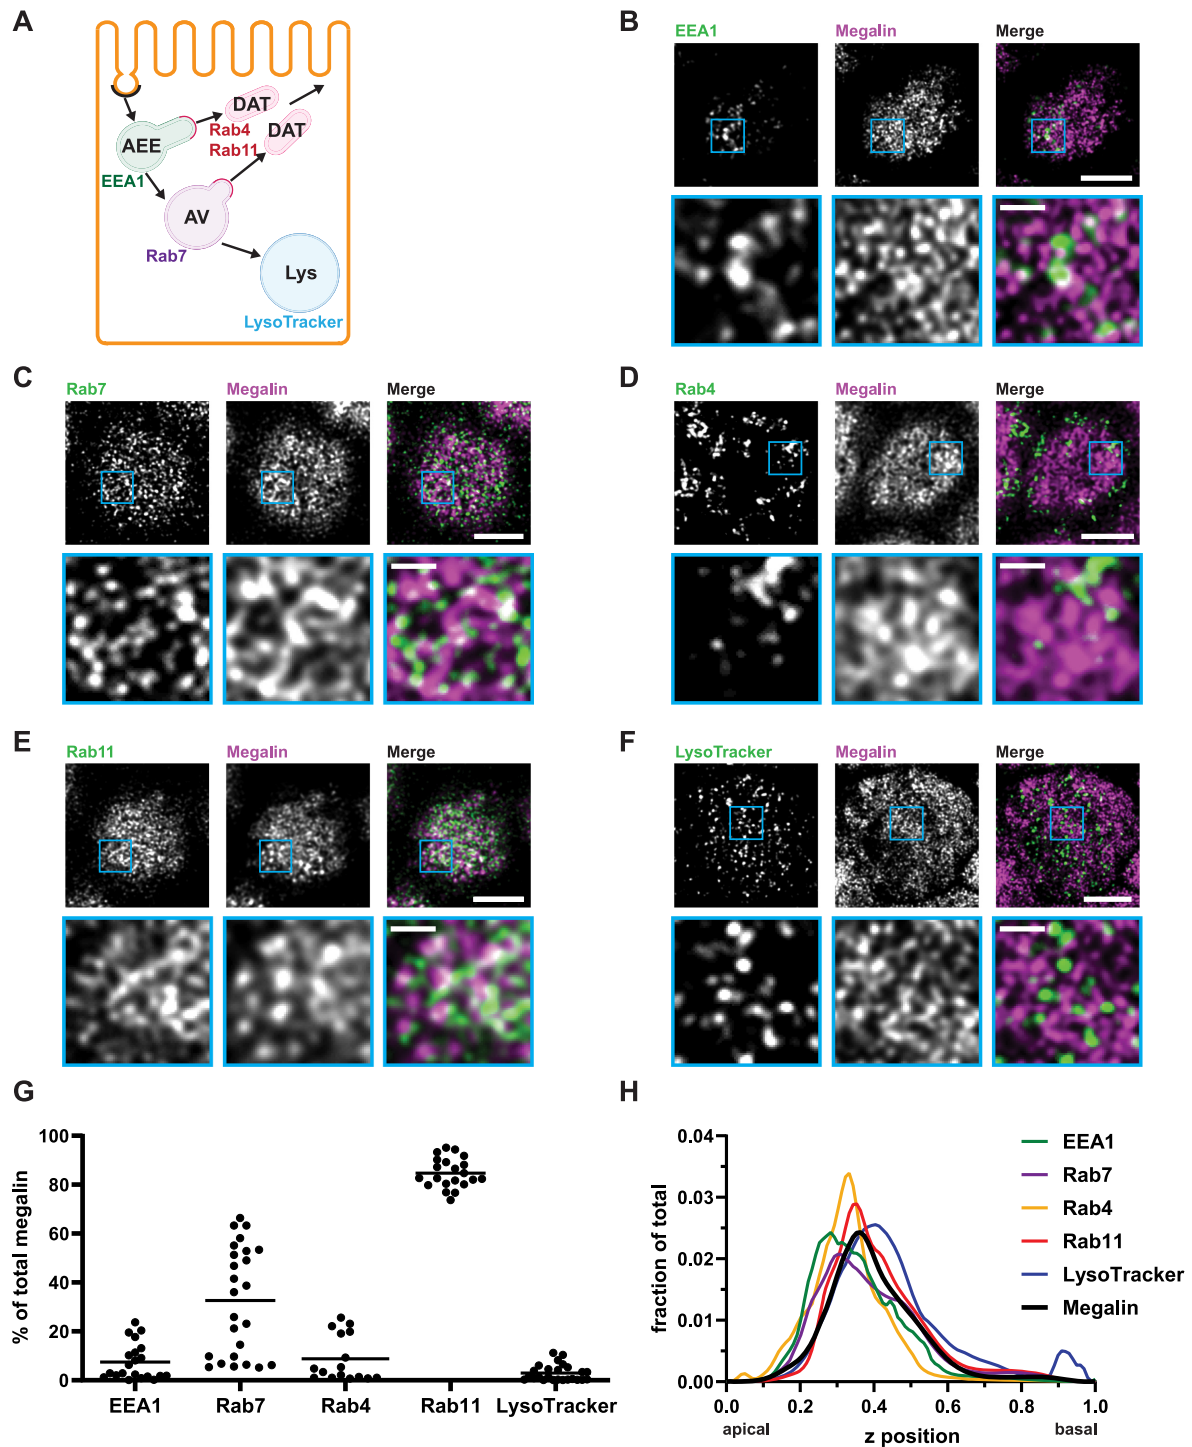 A
DAT
DAT
Rab4
Rab11
AEE
EEA1
AV
Rab7
Lys
LysoTracker
B
EEA1 Megalin Merge
C
Rab7 Megalin Merge
D
Rab4 Megalin Merge
E
Rab11 Megalin Merge
F
LysoTracker Megalin Merge
G
% of total megalin
100
80
60
40
20
0
EEA1 Rab7 Rab4 Rab11 LysoTracker
H
fraction of total
0.04
0.03
0.02
0.01
0.00
0.0 0.2 0.4 0.6 0.8 1.0
apical basal
z position
EEA1
Rab7
Rab4
Rab11
LysoTracker
Megalin